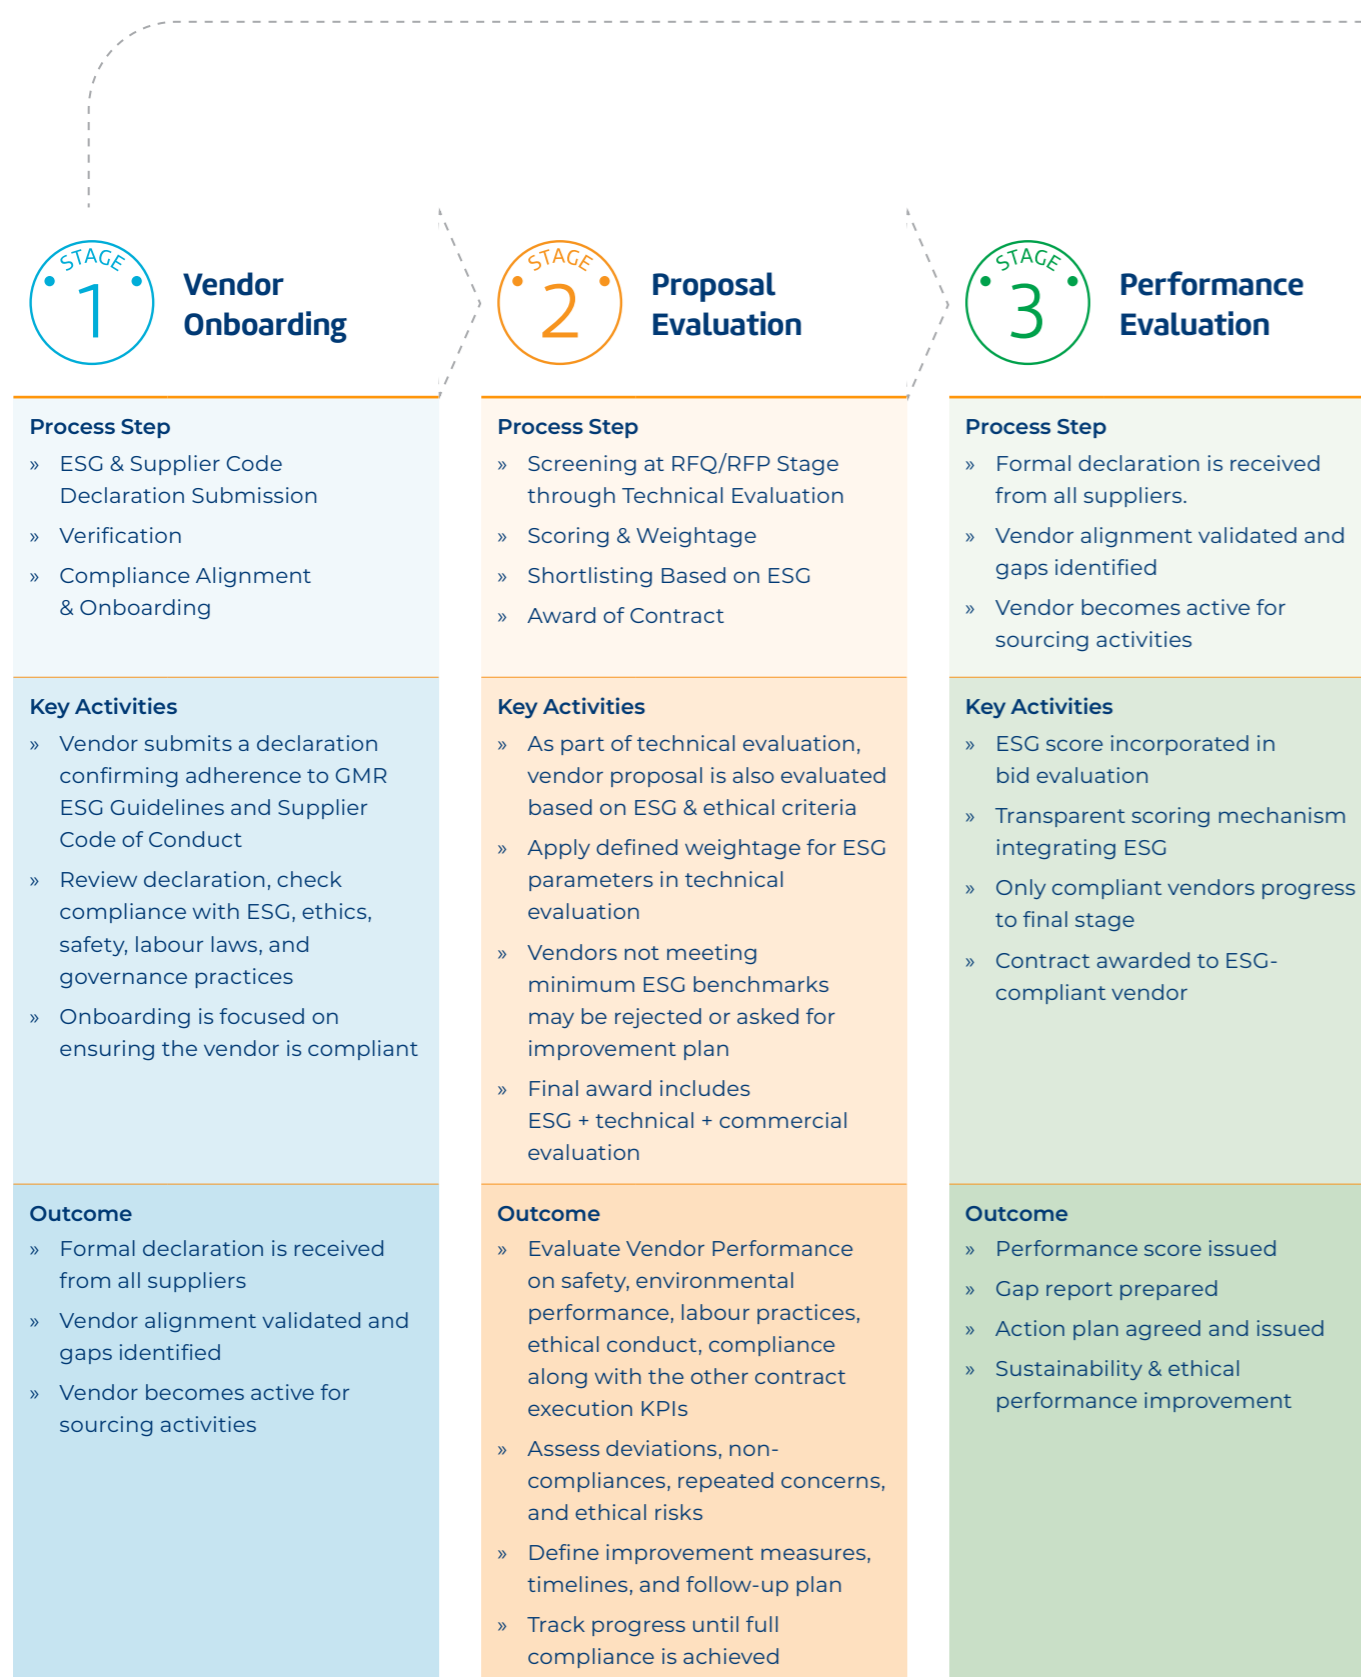 STAGE
1
Vendor
Onboarding
Process Step
» ESG & Supplier Code
Declaration Submission
» Verification
» Compliance Alignment
& Onboarding
Key Activities
» Vendor submits a declaration
confirming adherence to GMR
ESG Guidelines and Supplier
Code of Conduct
» Review declaration, check
compliance with ESG, ethics,
safety, labour laws, and
governance practices
» Onboarding is focused on
ensuring the vendor is compliant
Outcome
» Formal declaration is received
from all suppliers
» Vendor alignment validated and
gaps identified
» Vendor becomes active for
sourcing activities
STAGE
2
Proposal
Evaluation
Process Step
» Screening at RFQ/RFP Stage
through Technical Evaluation
» Scoring & Weightage
» Shortlisting Based on ESG
» Award of Contract
Key Activities
» As part of technical evaluation,
vendor proposal is also evaluated
based on ESG & ethical criteria
» Apply defined weightage for ESG
parameters in technical
evaluation
» Vendors not meeting
minimum ESG benchmarks
may be rejected or asked for
improvement plan
» Final award includes
ESG + technical + commercial
evaluation
Outcome
» Evaluate Vendor Performance
on safety, environmental
performance, labour practices,
ethical conduct, compliance
along with the other contract
execution KPIs
» Assess deviations, non-
compliances, repeated concerns,
and ethical risks
» Define improvement measures,
timelines, and follow-up plan
» Track progress until full
compliance is achieved
STAGE
3
Performance
Evaluation
Process Step
» Formal declaration is received
from all suppliers.
» Vendor alignment validated and
gaps identified
» Vendor becomes active for
sourcing activities
Key Activities
» ESG score incorporated in
bid evaluation
» Transparent scoring mechanism
integrating ESG
» Only compliant vendors progress
to final stage
» Contract awarded to ESG-
compliant vendor
Outcome
» Performance score issued
» Gap report prepared
» Action plan agreed and issued
» Sustainability & ethical
performance improvement